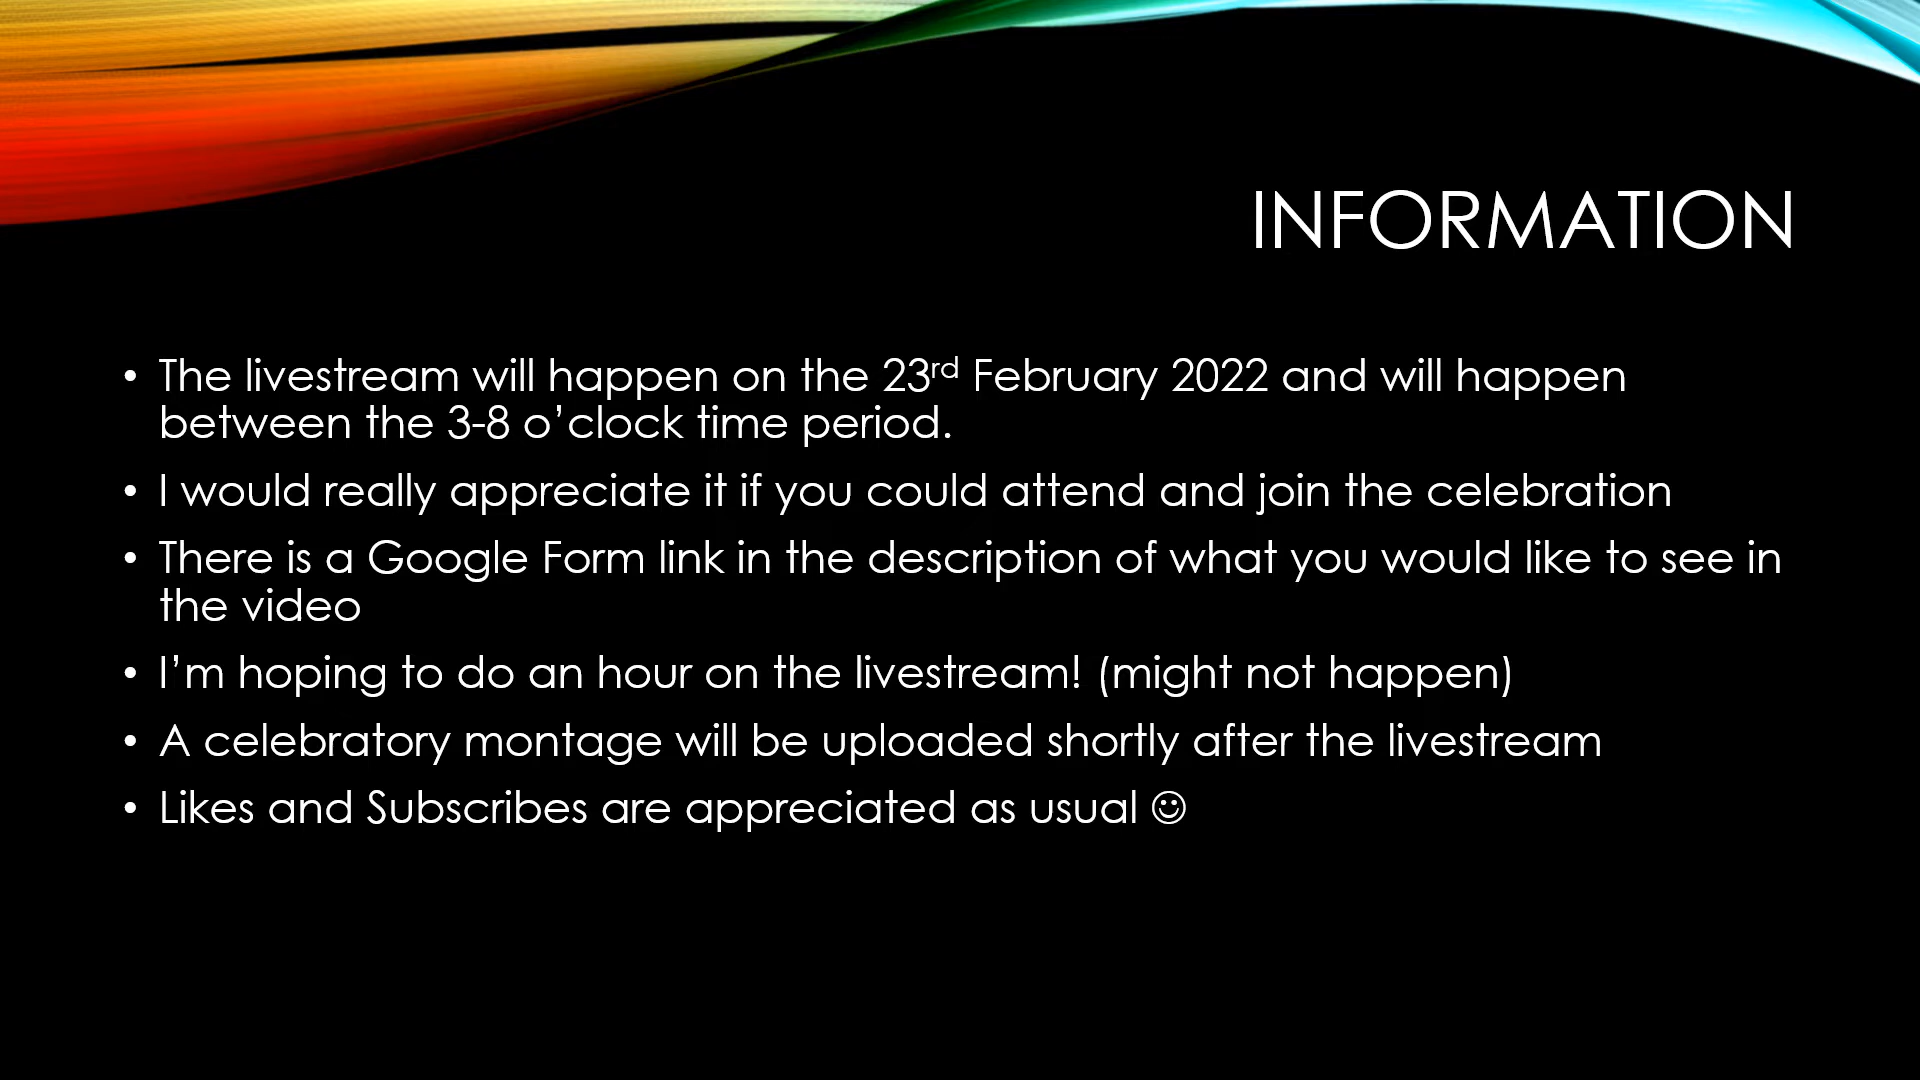 INFORMATION
• The livestream will happen on the 23rd February 2022 and will happen
between the 3-8 o’clock time period.
• I would really appreciate it if you could attend and join the celebration
• There is a Google Form link in the description of what you would like to see in
the video
• I’m hoping to do an hour on the livestream! (might not happen)
• A celebratory montage will be uploaded shortly after the livestream
• Likes and Subscribes are appreciated as usual ☺